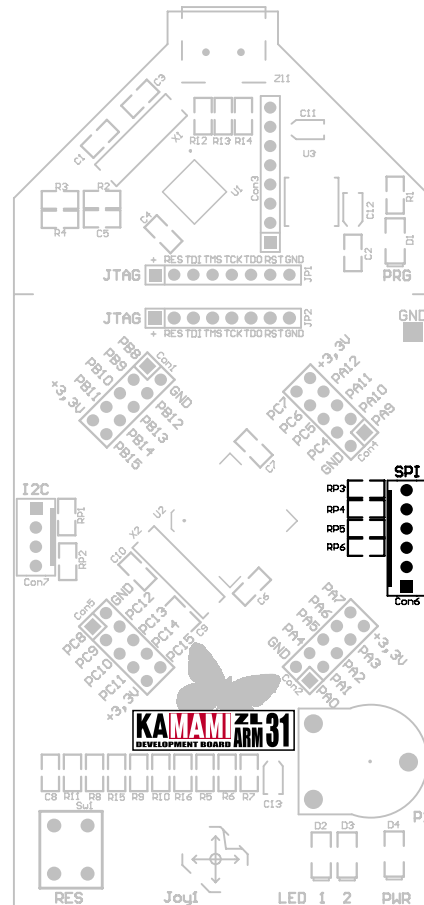 Z11
C3
X1
C1
R12 R13 R14
Con3
C11
U3
U1
R3 R2
R4 C5
C4
C12
C2
R1
D1
PRG
+ RES TDI TMS TCK TDO RST GND
JTAG
JP1
+ RES TDI TMS TCK TDO RST GND
JTAG
JP2
GND
PB8
PB9
PB10
PB11
+3,3V
Con1
GND
PB12
PB13
PB14
PB15
+3,3V
PA12
PA11
PA10
PA9
PC7
PC6
PC5
PC4
GND
Con4
C7
SPI
RP3
RP4
RP5
RP6
Con6
I2C
RP1
RP2
Con7
U2
X2
C10
C6
C9
Con5
GND
PC12
PC13
PC14
PC15
PC8
PC9
PC10
PC11
+3,3V
PA7
PA6
PA5
PA4
GND
+3,3V
PA3
PA2
PA1
PA0
Con2
KAMAMI ZL
DEVELOPMENT BOARD ARM 31
C8 R11 R8 R15 R9 R10 R16 R5 R6 R7 C13
Sw1
RES
Joy1
D2 D3 D4
LED 1 2 PWR